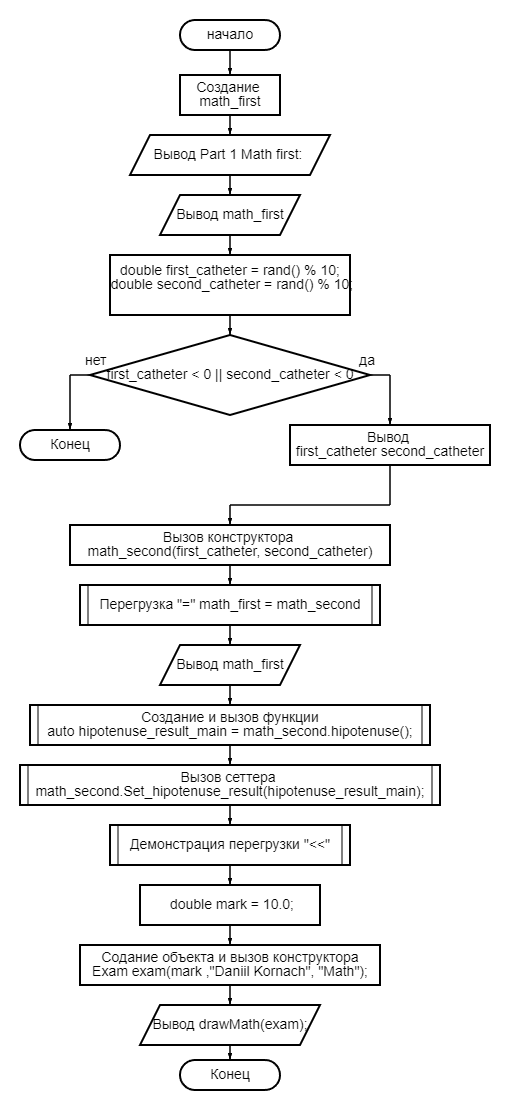 начало
Создание
math_first
Вывод Part 1 Math first:
Вывод math_first
double first_catheter = rand() % 10;
double second_catheter = rand() % 10;
нет
first_catheter < 0 || second_catheter < 0
да
Конец
Вывод
first_catheter second_catheter
Вызов конструктора
math_second(first_catheter, second_catheter)
Перегрузка "=" math_first = math_second
Вывод math_first
Создание и вызов функции
auto hipotenuse_result_main = math_second.hipotenuse();
Вызов сеттера
math_second.Set_hipotenuse_result(hipotenuse_result_main);
Демонстрация перегрузки "<<"
double mark = 10.0;
Содание объекта и вызов конструктора
Exam exam(mark ,"Daniil Kornach", "Math");
Вывод drawMath(exam);
Конец